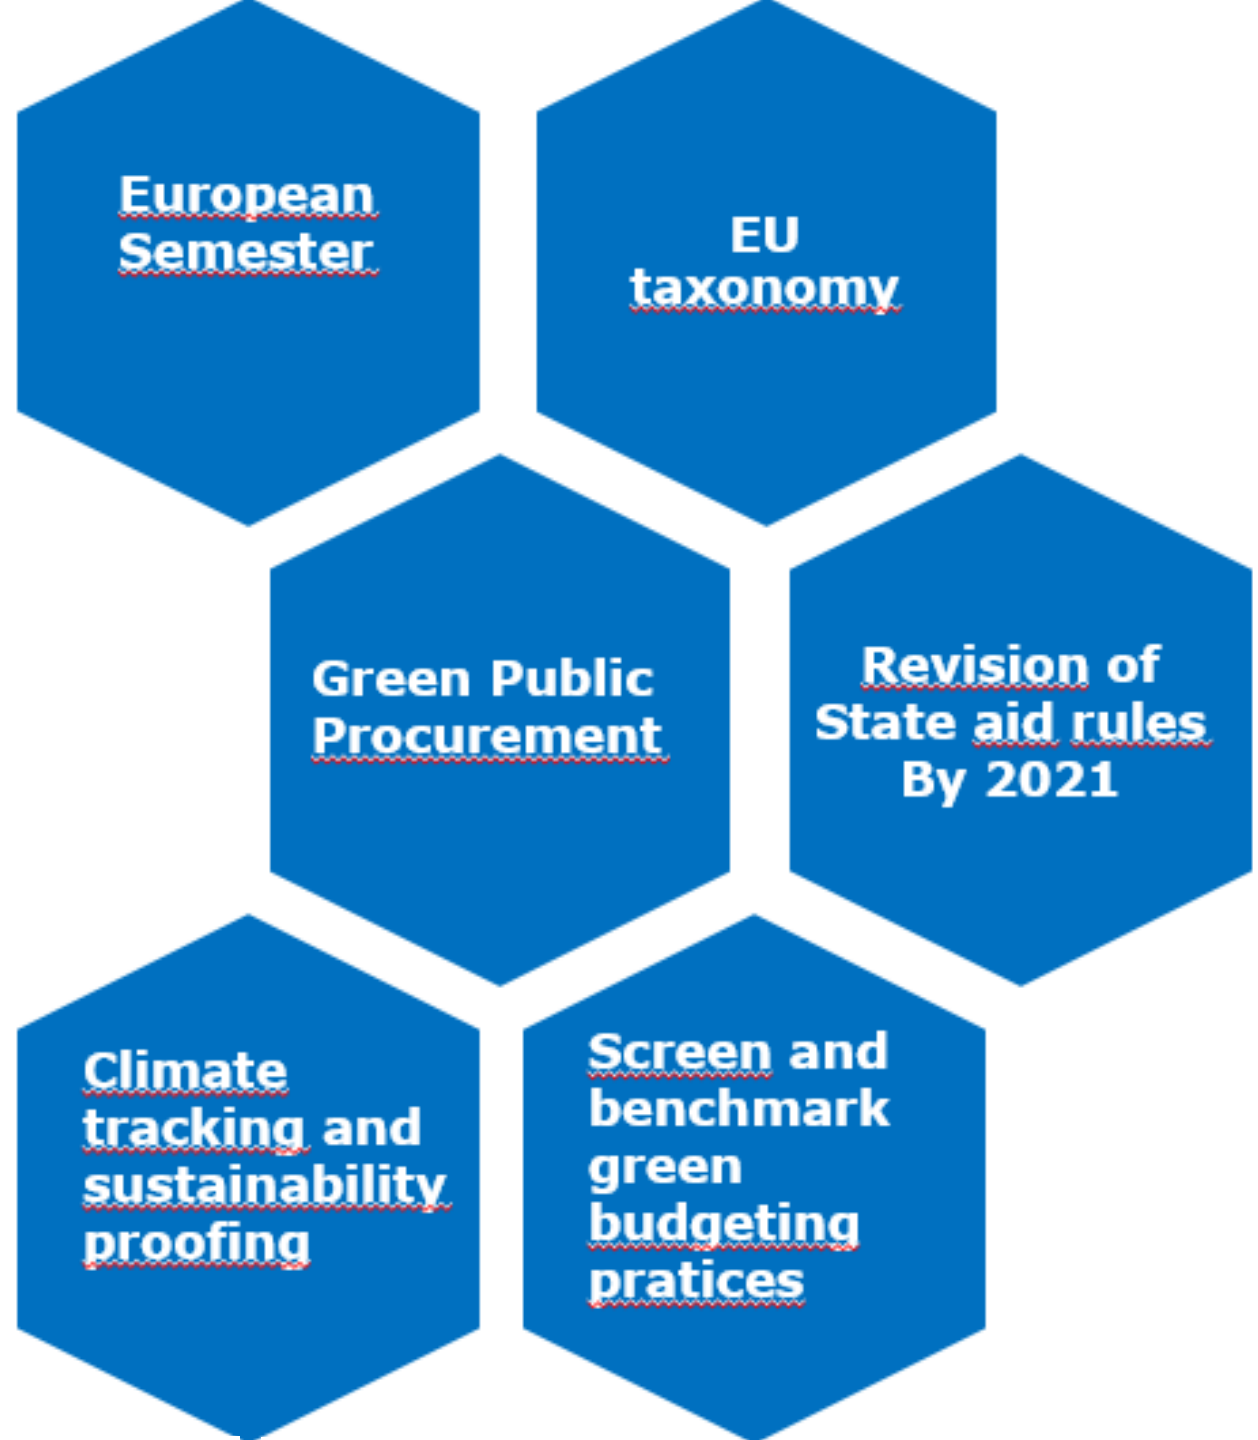 European
Semester
EU
taxonomy
Green Public
Procurement
Revision of
State aid rules
By 2021
Climate
tracking and
sustainability
proofing
Screen and
benchmark
green
budgeting
pratices